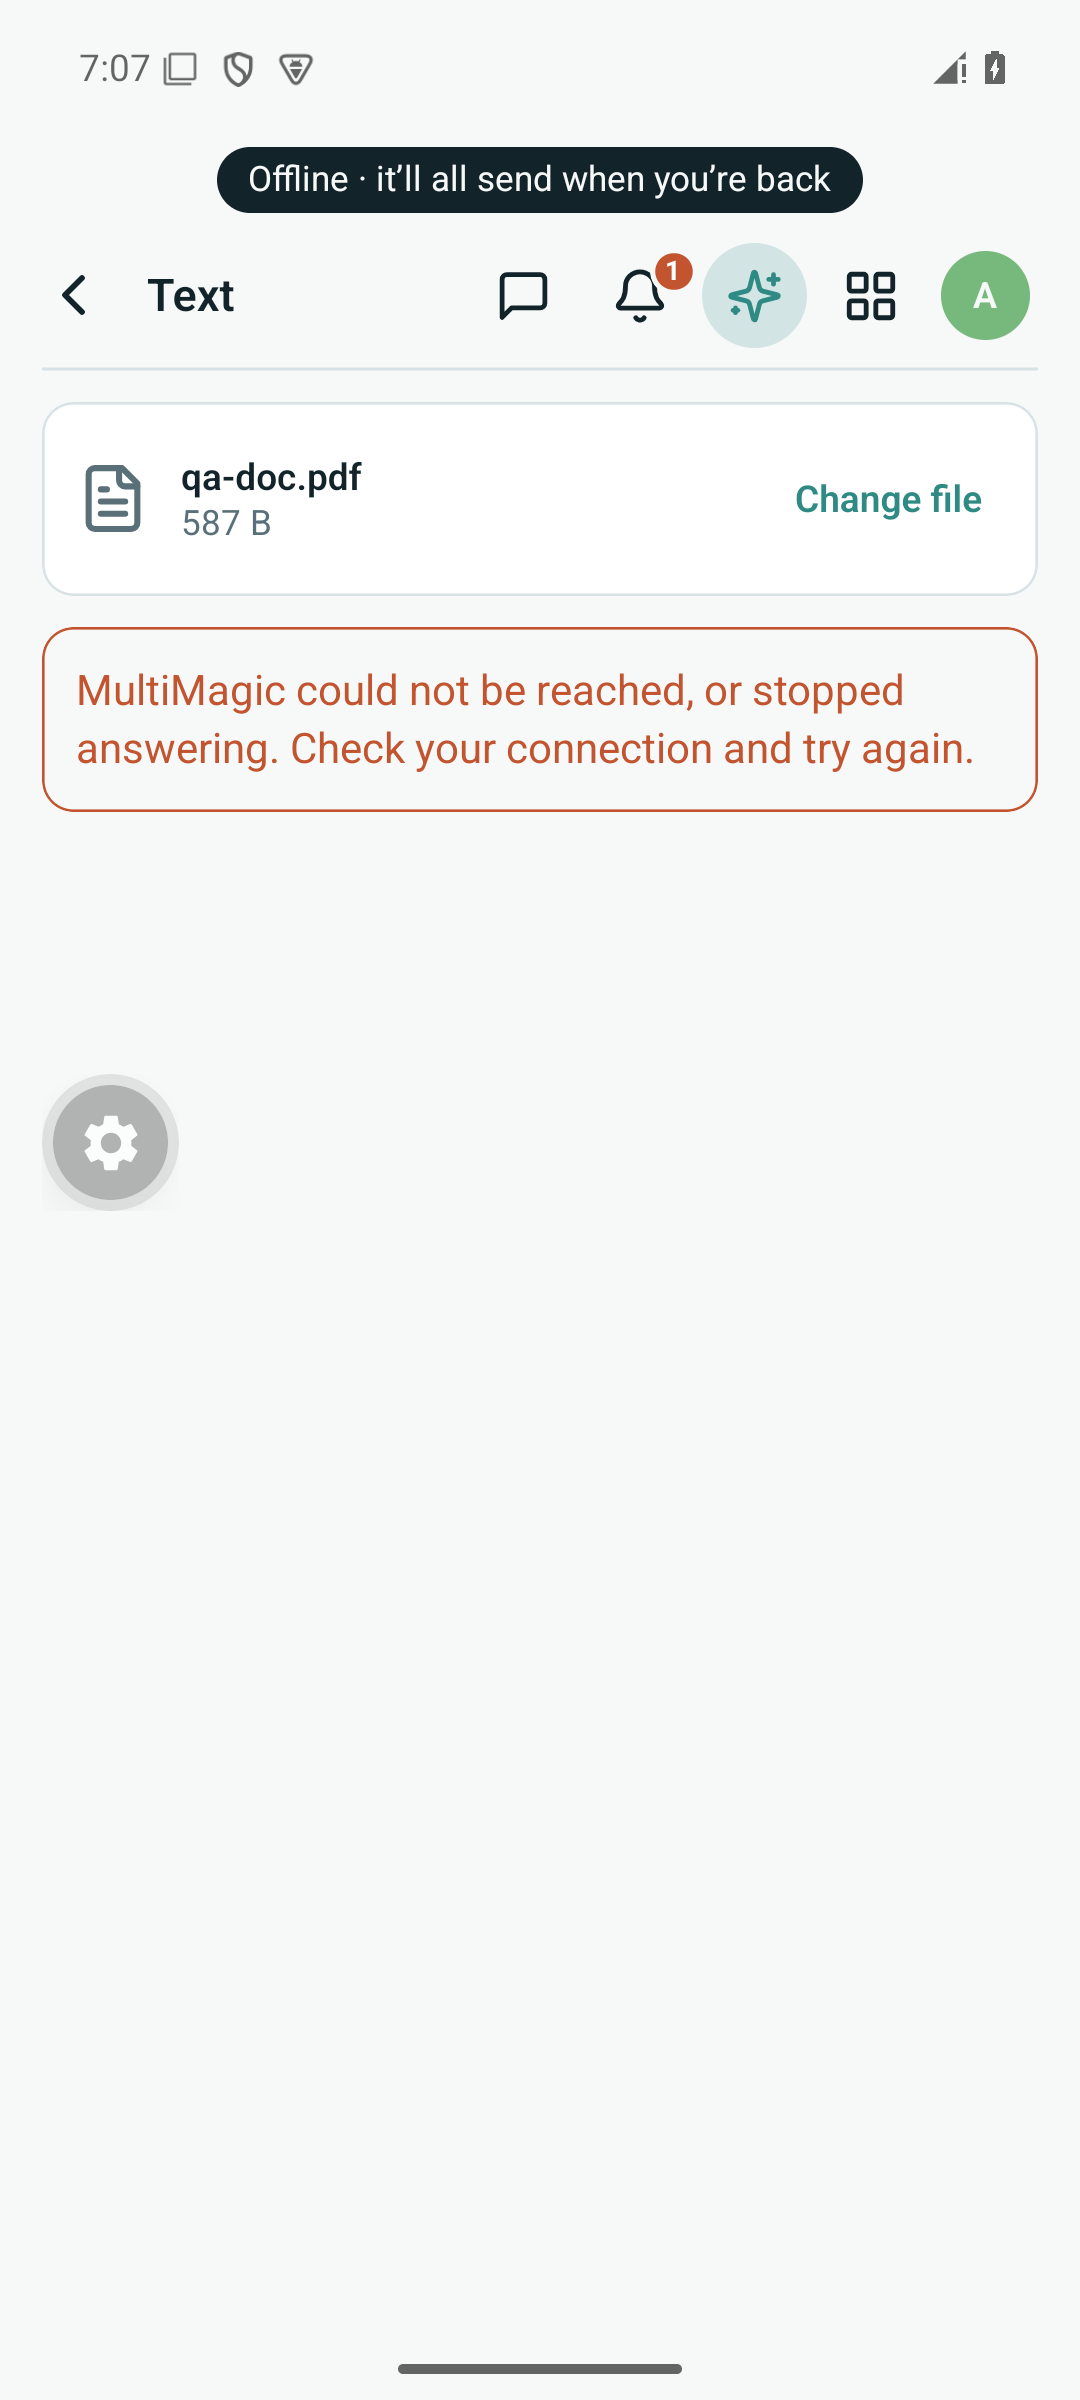 7:07
Offline · it’ll all send when you’re back
Text
1
A
qa-doc.pdf
587 B
Change file
MultiMagic could not be reached, or stopped
answering. Check your connection and try again.